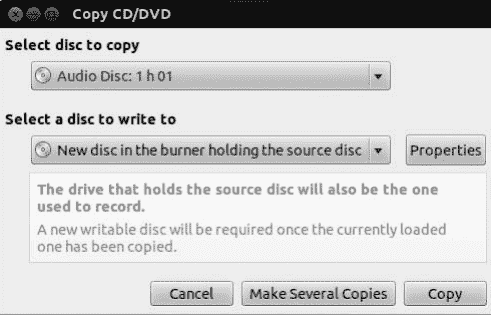 Copy CD/DVD
Select disc to copy
Audio Disc: 1 h 01
Select a disc to write to
New disc in the burner holding the source disc
Properties
The drive that holds the source disc will also be the one
used to record.
A new writable disc will be required once the currently loaded
one has been copied.
Cancel
Make Several Copies
Copy